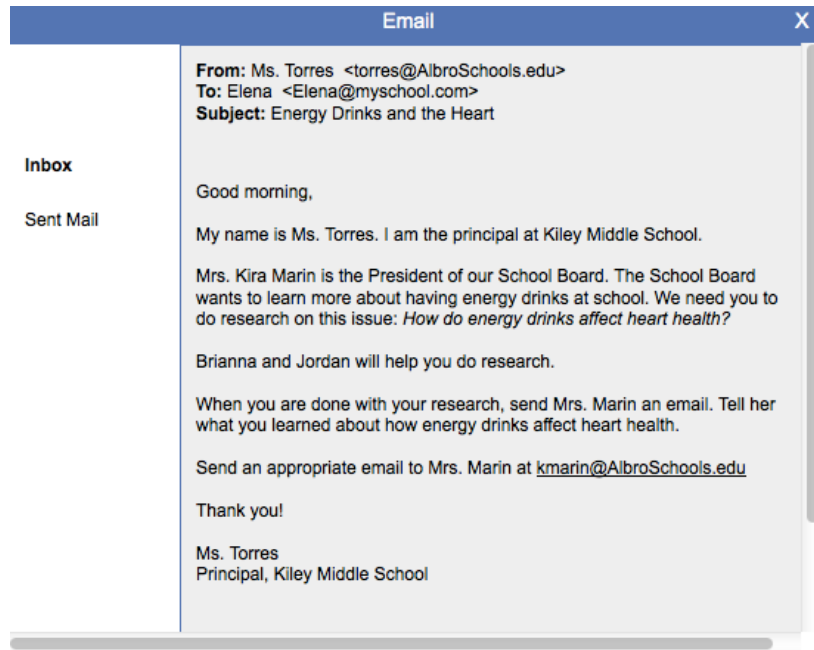 Email X
From: Ms. Torres <torres@AlbroSchools.edu>
To: Elena <Elena@myschool.com>
Subject: Energy Drinks and the Heart
Inbox
Good morning,
Sent Mail
My name is Ms. Torres. I am the principal at Kiley Middle School.
Mrs. Kira Marin is the President of our School Board. The School Board
wants to learn more about having energy drinks at school. We need you to
do research on this issue: How do energy drinks affect heart health?
Brianna and Jordan will help you do research.
When you are done with your research, send Mrs. Marin an email. Tell her
what you learned about how energy drinks affect heart health.
Send an appropriate email to Mrs. Marin at kmarin@AlbroSchools.edu
Thank you!
Ms. Torres
Principal, Kiley Middle School